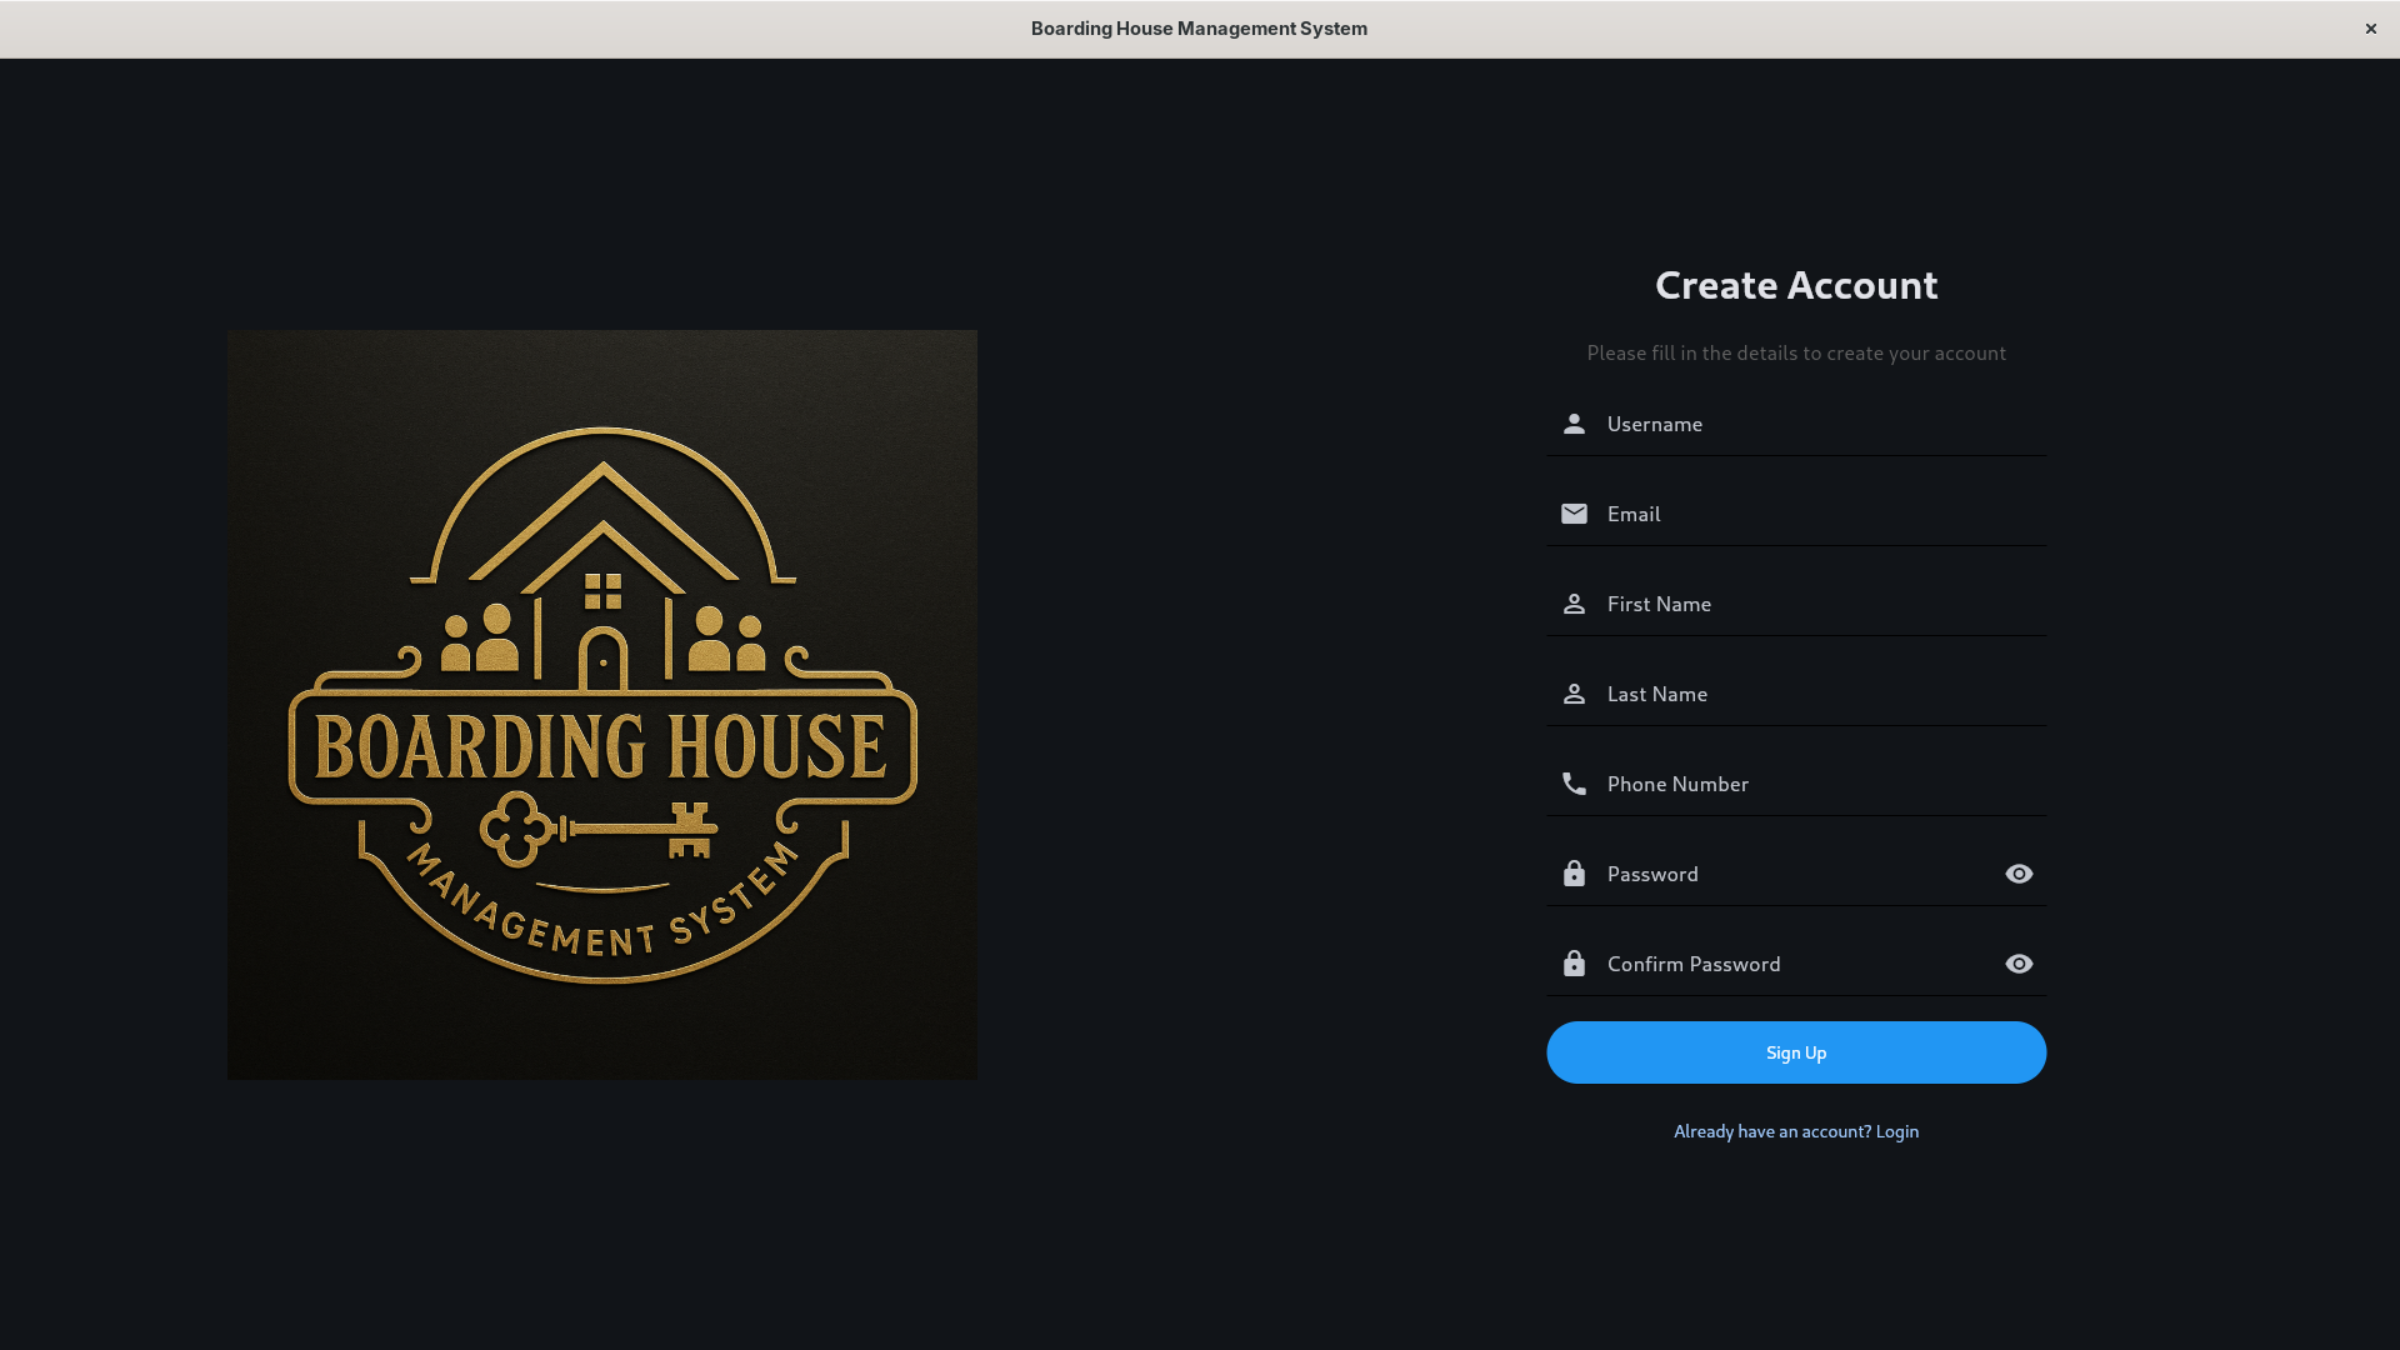 Boarding House Management System
BOARDING HOUSE
MANAGEMENT SYSTEM
Create Account
Please fill in the details to create your account
Username
Email
First Name
Last Name
Phone Number
Password
Confirm Password
Sign Up
Already have an account? Login